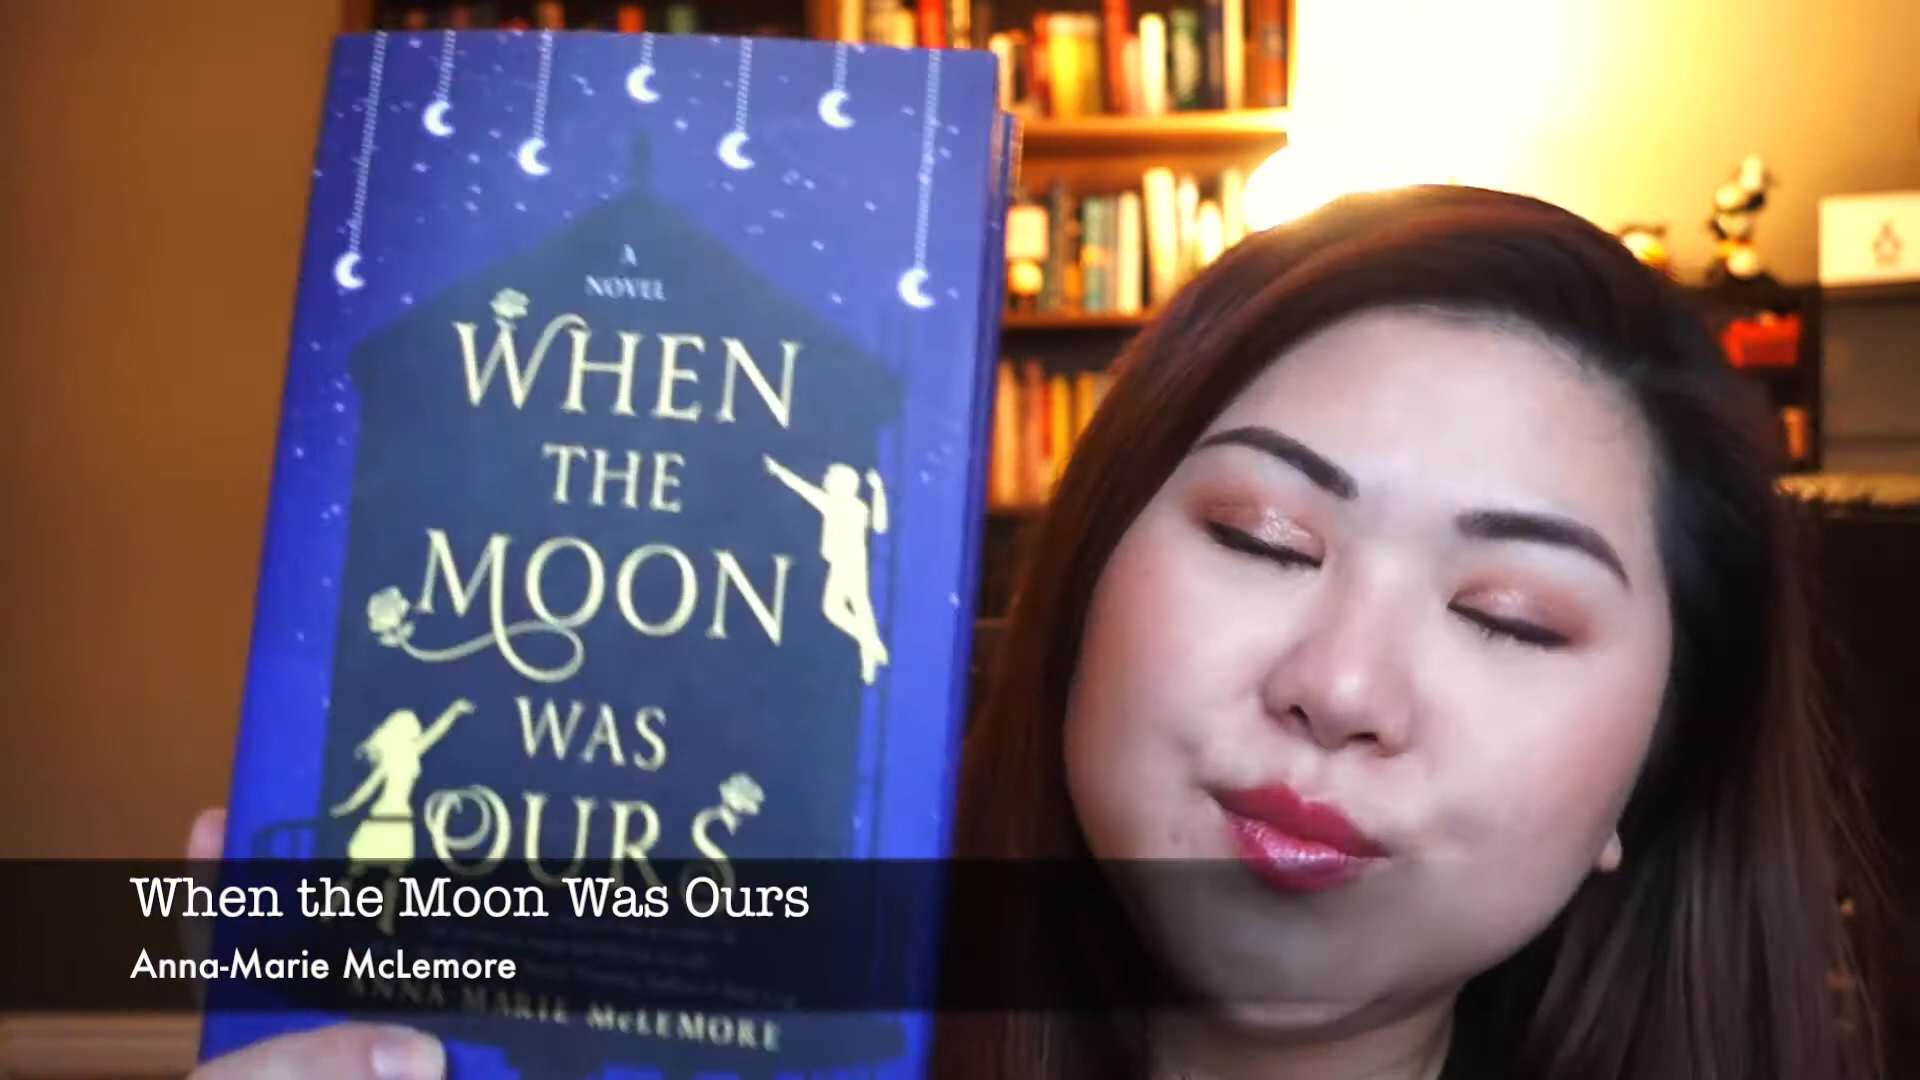 A
NOVEL
WHEN
THE
MOON
WAS
OURS
When the Moon Was Ours
Anna-Marie McLemore
ANNA-MARIE McLEMORE